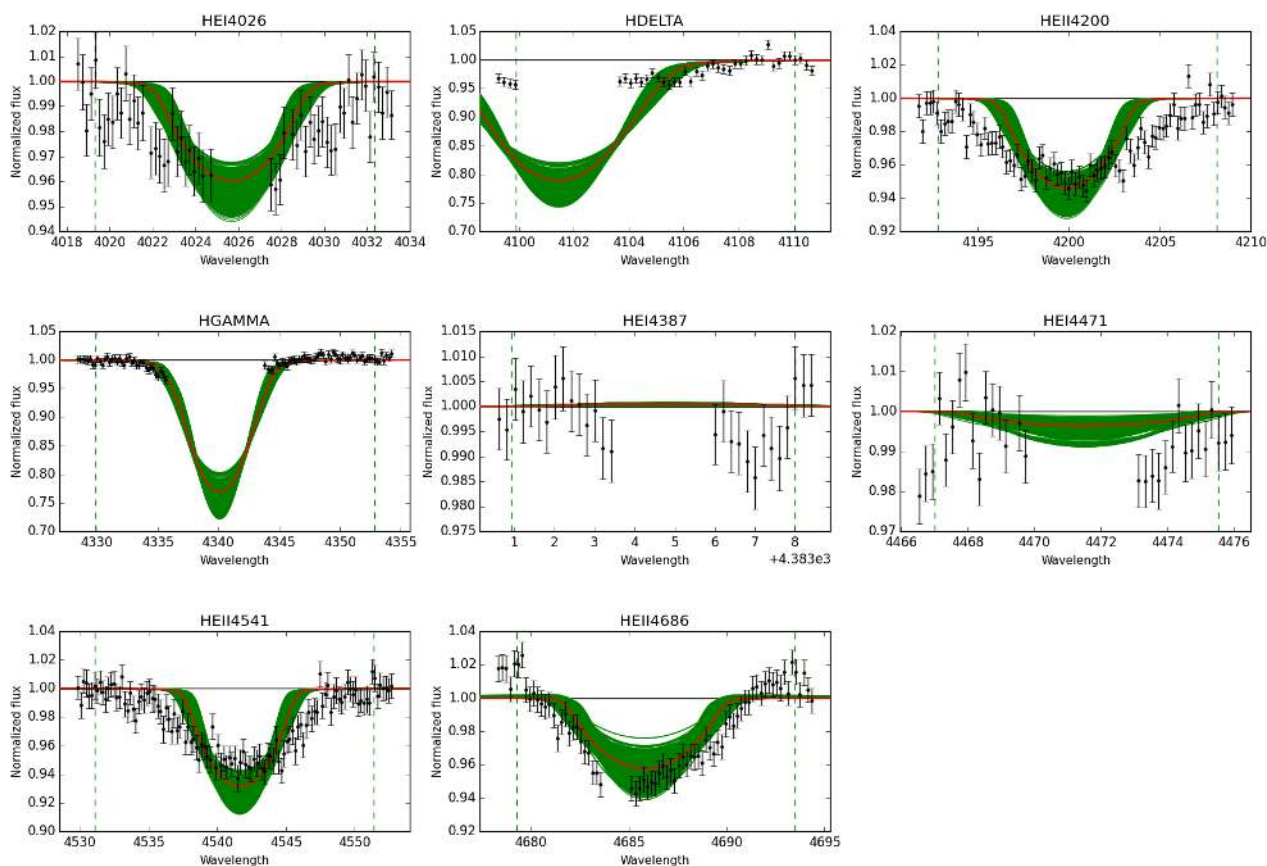 HEI4026
1.02
1.01
1.00
0.99
0.98
0.97
0.96
0.95
0.94
4018 4020 4022 4024 4026 4028 4030 4032 4034
Normalized flux
Wavelength
HDELTA
1.05
1.00
0.95
0.90
0.85
0.80
0.75
0.70
4100 4102 4104 4106 4108 4110
Normalized flux
Wavelength
HEII4200
1.04
1.02
1.00
0.98
0.96
0.94
0.92
4195 4200 4205 4210
Normalized flux
Wavelength
HGAMMA
1.05
1.00
0.95
0.90
0.85
0.80
0.75
0.70
4330 4335 4340 4345 4350 4355
Normalized flux
Wavelength
HEI4387
1.015
1.010
1.005
1.000
0.995
0.990
0.985
0.980
0.975
1 2 3 4 5 6 7 8
Normalized flux
Wavelength
+4.383e3
HEI4471
1.02
1.01
1.00
0.99
0.98
0.97
4466 4468 4470 4472 4474 4476
Normalized flux
Wavelength
HEII4541
1.04
1.02
1.00
0.98
0.96
0.94
0.92
0.90
4530 4535 4540 4545 4550
Normalized flux
Wavelength
HEII4686
1.04
1.02
1.00
0.98
0.96
0.94
0.92
4680 4685 4690 4695
Normalized flux
Wavelength